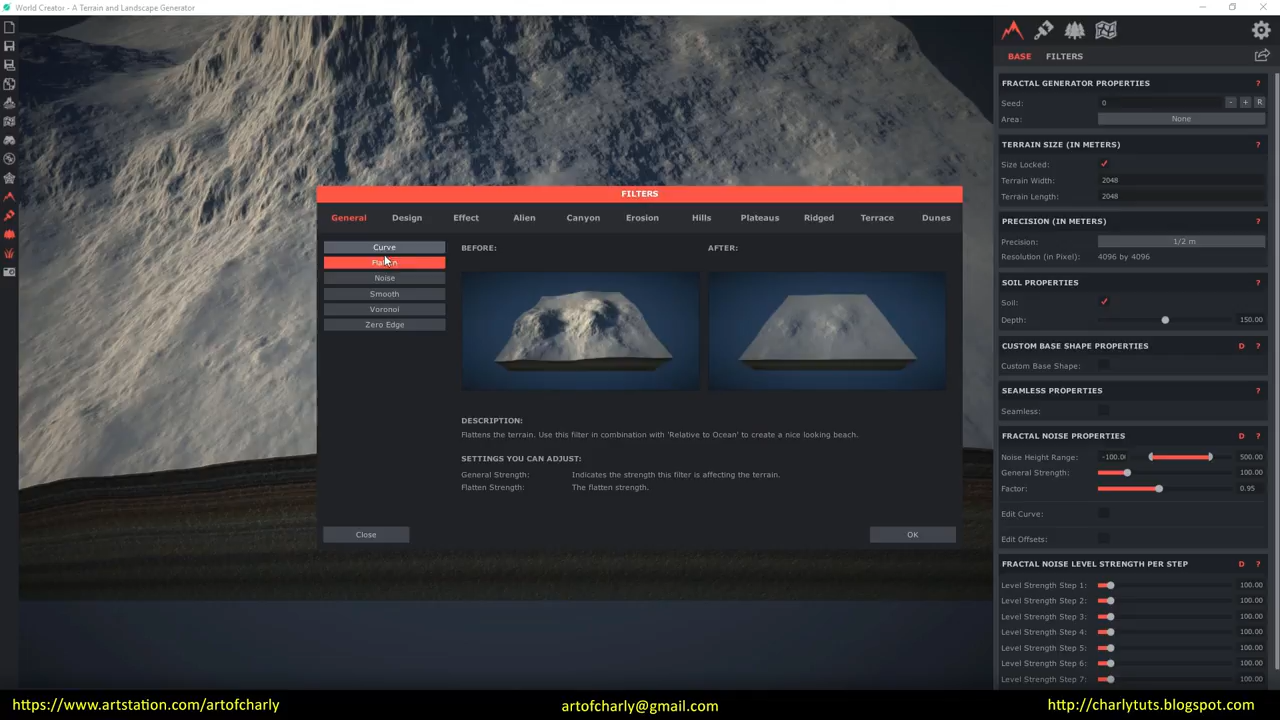 World Creator - A Terrain and Landscape Generator
BASE FILTERS
FRACTAL GENERATOR PROPERTIES ?
Seed: 0 - + R
Area: None
TERRAIN SIZE (IN METERS) ?
Size Locked:
Terrain Width: 2048
Terrain Length: 2048
PRECISION (IN METERS) ?
Precision: 1/2 m
Resolution (in Pixel): 4096 by 4096
SOIL PROPERTIES ?
Soil:
Depth: 150.00
CUSTOM BASE SHAPE PROPERTIES D ?
Custom Base Shape:
SEAMLESS PROPERTIES ?
Seamless:
FRACTAL NOISE PROPERTIES D ?
Noise Height Range: -100.0 500.00
General Strength: 100.00
Factor: 0.95
Edit Curve:
Edit Offsets:
FRACTAL NOISE LEVEL STRENGTH PER STEP D ?
Level Strength Step 1: 100.00
Level Strength Step 2: 100.00
Level Strength Step 3: 100.00
Level Strength Step 4: 100.00
Level Strength Step 5: 100.00
Level Strength Step 6: 100.00
Level Strength Step 7: 100.00
FILTERS
General Design Effect Alien Canyon Erosion Hills Plateaus Ridged Terrace Dunes
Curve
Flatten
Noise
Smooth
Voronoi
Zero Edge
BEFORE: AFTER:
DESCRIPTION:
Flattens the terrain. Use this filter in combination with 'Relative to Ocean' to create a nice looking beach.
SETTINGS YOU CAN ADJUST:
General Strength: Indicates the strength this filter is affecting the terrain.
Flatten Strength: The flatten strength.
Close OK
https://www.artstation.com/artofcharly artofcharly@gmail.com http://charlytuts.blogspot.com